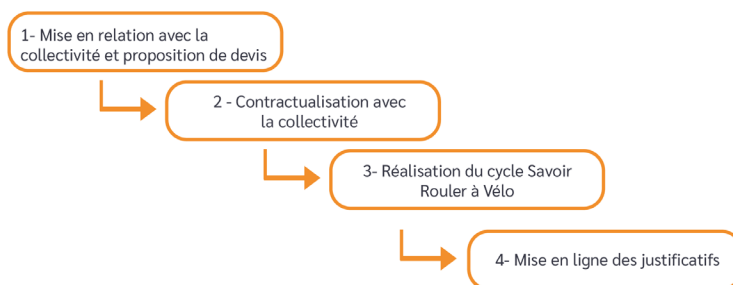 1- Mise en relation avec la
collectivité et proposition de devis
2 - Contractualisation avec
la collectivité
3- Réalisation du cycle Savoir
Rouler à Vélo
4- Mise en ligne des justificatifs